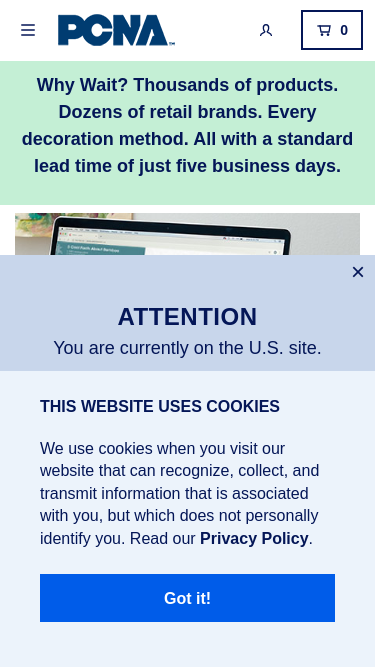 PCNA
0
Why Wait? Thousands of products.
Dozens of retail brands. Every
decoration method. All with a standard
lead time of just five business days.
ATTENTION
You are currently on the U.S. site.
THIS WEBSITE USES COOKIES
We use cookies when you visit our
website that can recognize, collect, and
transmit information that is associated
with you, but which does not personally
identify you. Read our Privacy Policy.
Got it!